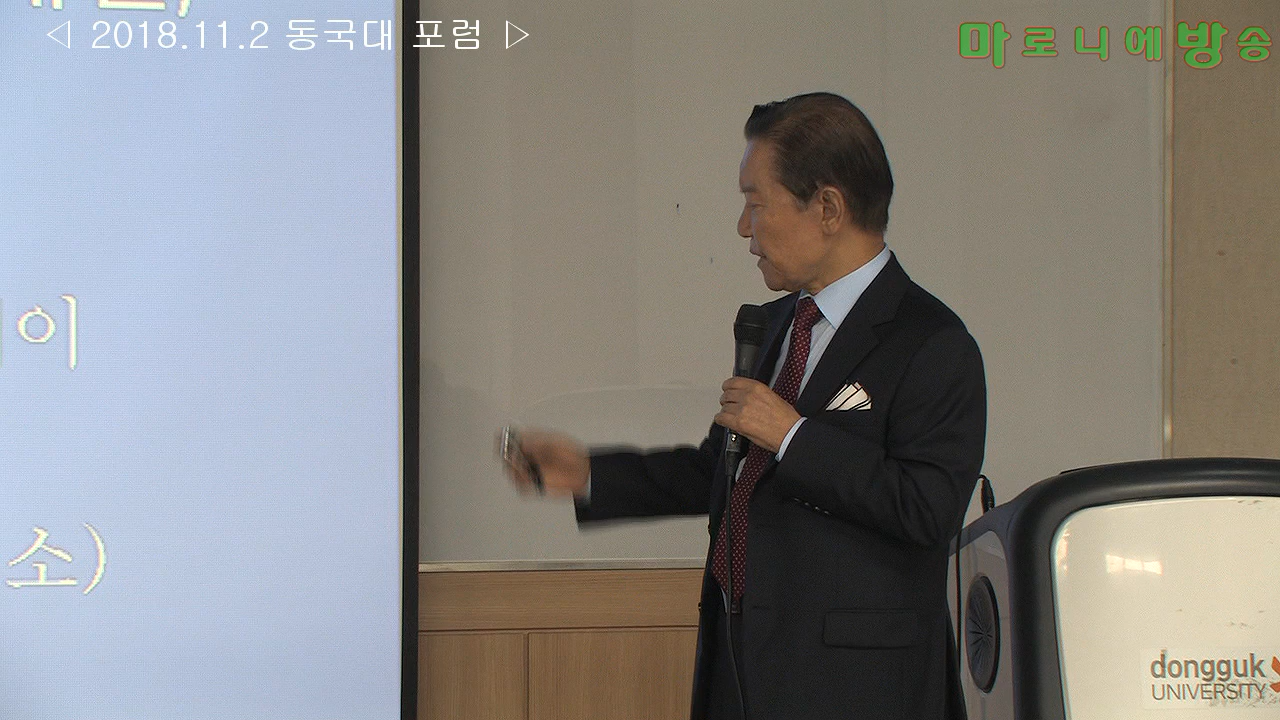 ◁ 2018.11.2 동국대 포럼 ▷
마로니에방송
이
소)
dongguk
UNIVERSITY